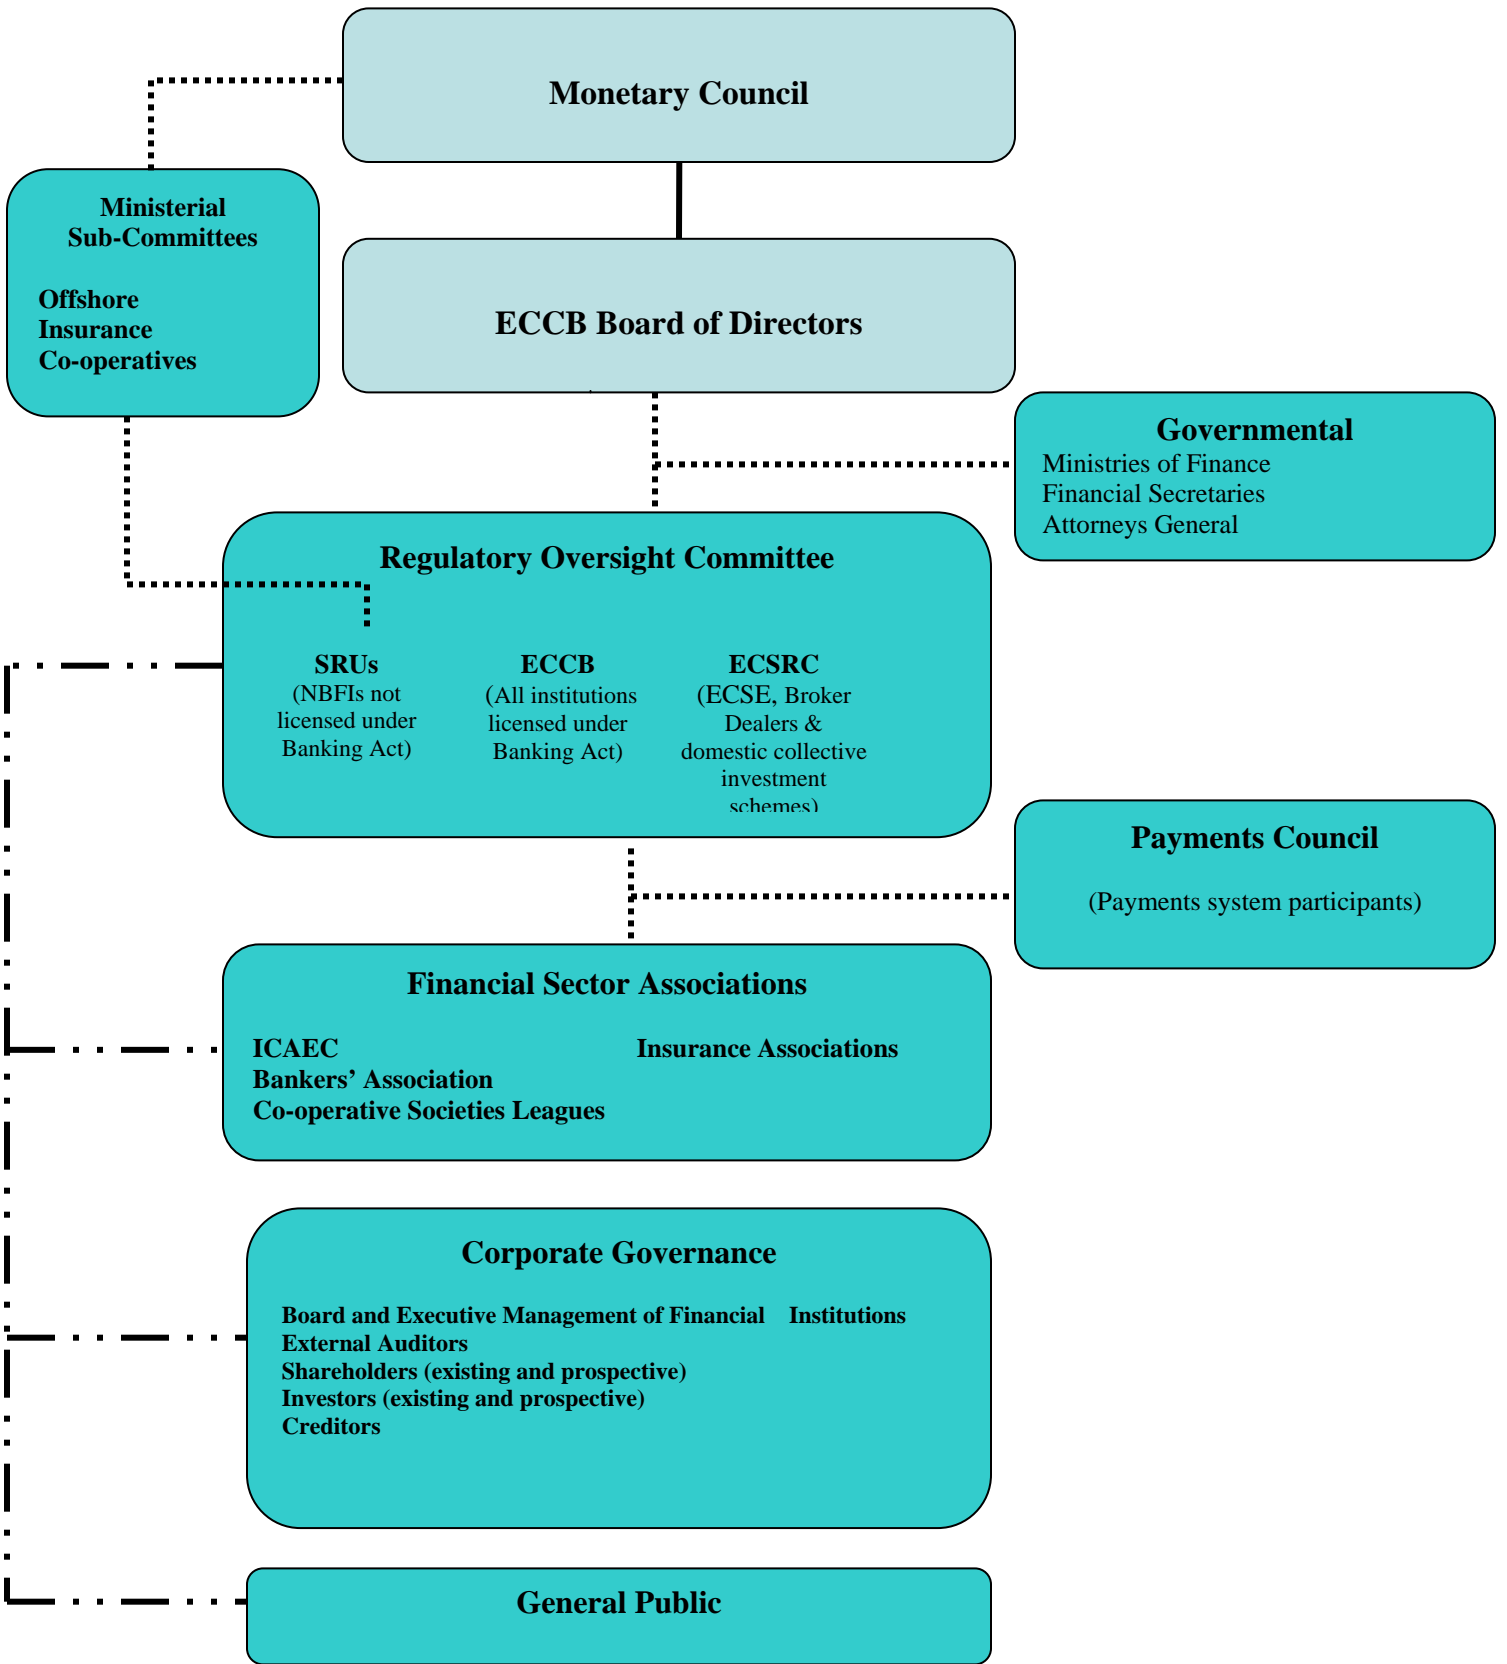 Monetary Council
Ministerial
Sub-Committees
Offshore
Insurance
Co-operatives
ECCB Board of Directors
Governmental
Ministries of Finance
Financial Secretaries
Attorneys General
Regulatory Oversight Committee
SRUs
(NBFIs not
licensed under
Banking Act)
ECCB
(All institutions
licensed under
Banking Act)
ECSRC
(ECSE, Broker
Dealers &
domestic collective
investment
schemes)
Payments Council
(Payments system participants)
Financial Sector Associations
ICAEC Insurance Associations
Bankers’ Association
Co-operative Societies Leagues
Corporate Governance
Board and Executive Management of Financial Institutions
External Auditors
Shareholders (existing and prospective)
Investors (existing and prospective)
Creditors
General Public